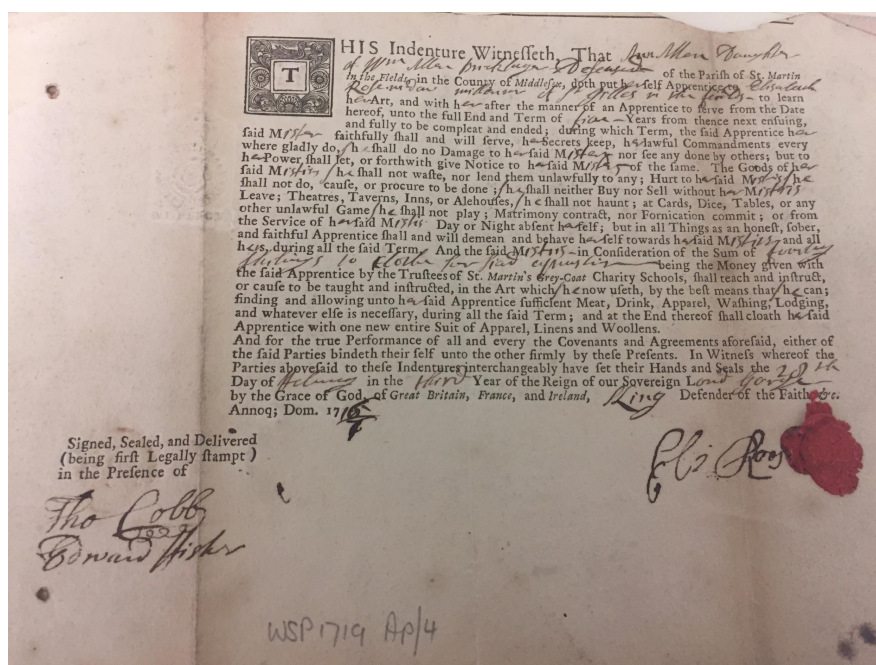 THIS Indenture Witnesseth, That Ann Allen Daughter
of Wm Allen Bricklayer Deceased of the Parish of St. Martin
in the Fields, in the County of Middlesex, doth put herself Apprentice to Elizabeth
of St Gilles in the fields to learn
her Art, and with her after the manner of an Apprentice to ſerve from the Date
hereof, unto the full End and Term of Years from thence next enſuing,
and fully to be compleat and ended; during which Term, the ſaid Apprentice her
ſaid Miſtris faithfully ſhall and will ſerve, her Secrets keep, her lawful Commandments every
where gladly do, ſhe ſhall do no Damage to her ſaid Miſtris nor ſee any done by others; but to
her Power, ſhall let, or forthwith give Notice to her ſaid Miſtris of the ſame. The Goods of her
ſaid Miſtris ſhe ſhall not waſte, nor lend them unlawfully to any; Hurt to her ſaid Miſtris ſhe
ſhall not do, cauſe, or procure to be done; ſhe ſhall neither Buy nor Sell without her Miſtris
Leave; Theatres, Taverns, Inns, or Alehouſes, ſhe ſhall not haunt; at Cards, Dice, Tables, or any
other unlawful Game ſhe ſhall not play; Matrimony contract, nor Fornication commit; or from
the Service of her ſaid Miſtris Day or Night abſent herſelf; but in all Things as an honeſt, ſober,
and faithful Apprentice ſhall and will demean and behave herſelf towards her ſaid Miſtris and all
hers, during all the ſaid Term. And the ſaid Miſtris in Conſideration of the Sum of
to Cloth her ſaid being the Money given with
the ſaid Apprentice by the Truſtees of St. Martin's Grey-Coat Charity Schools, ſhall teach and inſtruct,
or cauſe to be taught and inſtructed, in the Art which ſhe now uſeth, by the beſt means that ſhe can;
finding and allowing unto her ſaid Apprentice ſufficient Meat, Drink, Apparel, Waſhing, Lodging,
and whatever elſe is neceſſary, during all the ſaid Term; and at the End thereof ſhall cloath her ſaid
Apprentice with one new entire Suit of Apparel, Linens and Woollens.
And for the true Performance of all and every the Covenants and Agreements aforeſaid, either of
the ſaid Parties bindeth their ſelf unto the other firmly by theſe Preſents. In Witneſs whereof the
Parties aboveſaid to theſe Indentures interchangeably have ſet their Hands and Seals the 28th
Day of in the third Year of the Reign of our Sovereign Lord George
by the Grace of God, of Great Britain, France, and Ireland, King Defender of the Faith, &c.
Annoq; Dom. 171
Signed, Sealed, and Delivered
(being firſt Legally ſtampt)
in the Preſence of
Eli
Tho Cobb
Edward Fisher
WSP 1719 AP/4